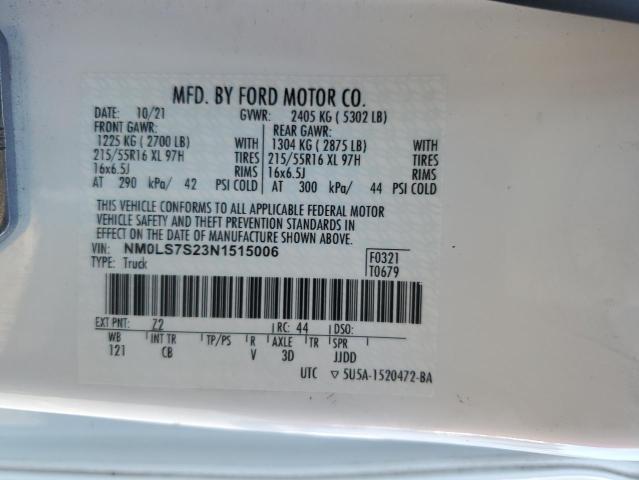 MFD. BY FORD MOTOR CO.
DATE: 10/21 GVWR: 2405 KG ( 5302 LB)
FRONT GAWR: REAR GAWR:
1225 KG ( 2700 LB) WITH 1304 KG ( 2875 LB) WITH
215/55R16 XL 97H TIRES 215/55R16 XL 97H TIRES
16x6.5J RIMS 16x6.5J RIMS
AT 290 kPa/ 42 PSI COLD AT 300 kPa/ 44 PSI COLD
THIS VEHICLE CONFORMS TO ALL APPLICABLE FEDERAL MOTOR
VEHICLE SAFETY AND THEFT PREVENTION STANDARDS IN
EFFECT ON THE DATE OF MANUFACTURE SHOWN ABOVE.
VIN: NM0LS7S23N1515006 F0321
TYPE: Truck T0679
EXT PNT: Z2 RC: 44 DSO:
WB INT TR TP/PS R AXLE TR SPR
121 CB V 3D JJDD
UTC ▽ 5U5A-1520472-BA